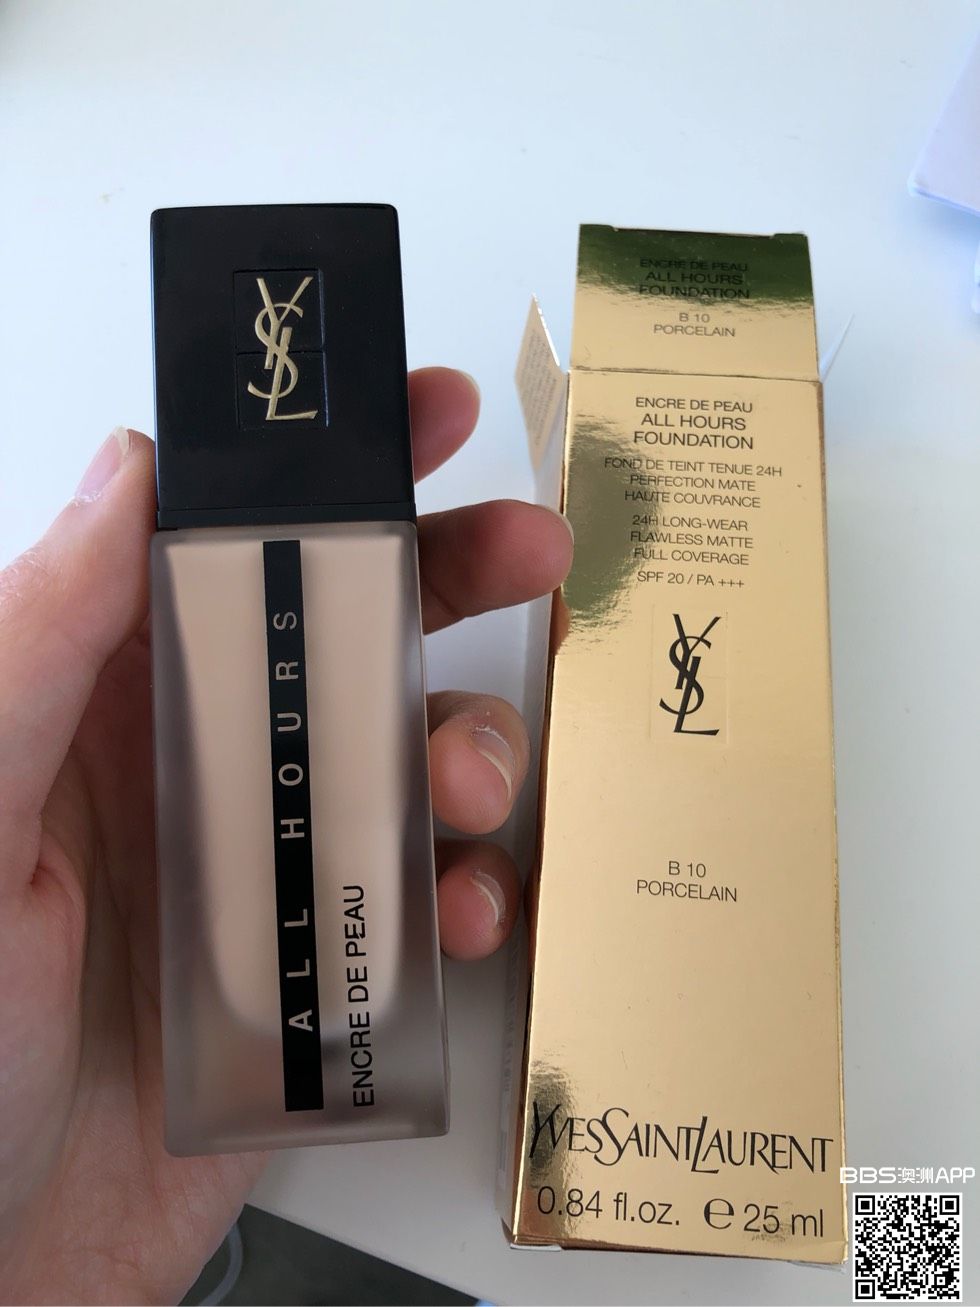 YSL
ALL HOURS
ENCRE DE PEAU
ENCRE DE PEAU
ALL HOURS
FOUNDATION
B 10
PORCELAIN
ENCRE DE PEAU
ALL HOURS
FOUNDATION
FOND DE TEINT TENUE 24H
PERFECTION MATE
HAUTE COUVRANCE
24H LONG-WEAR
FLAWLESS MATTE
FULL COVERAGE
SPF 20 / PA +++
YSL
B 10
PORCELAIN
YVESSAINTLAURENT
0.84 fl.oz. e 25 ml
BBS澳洲APP